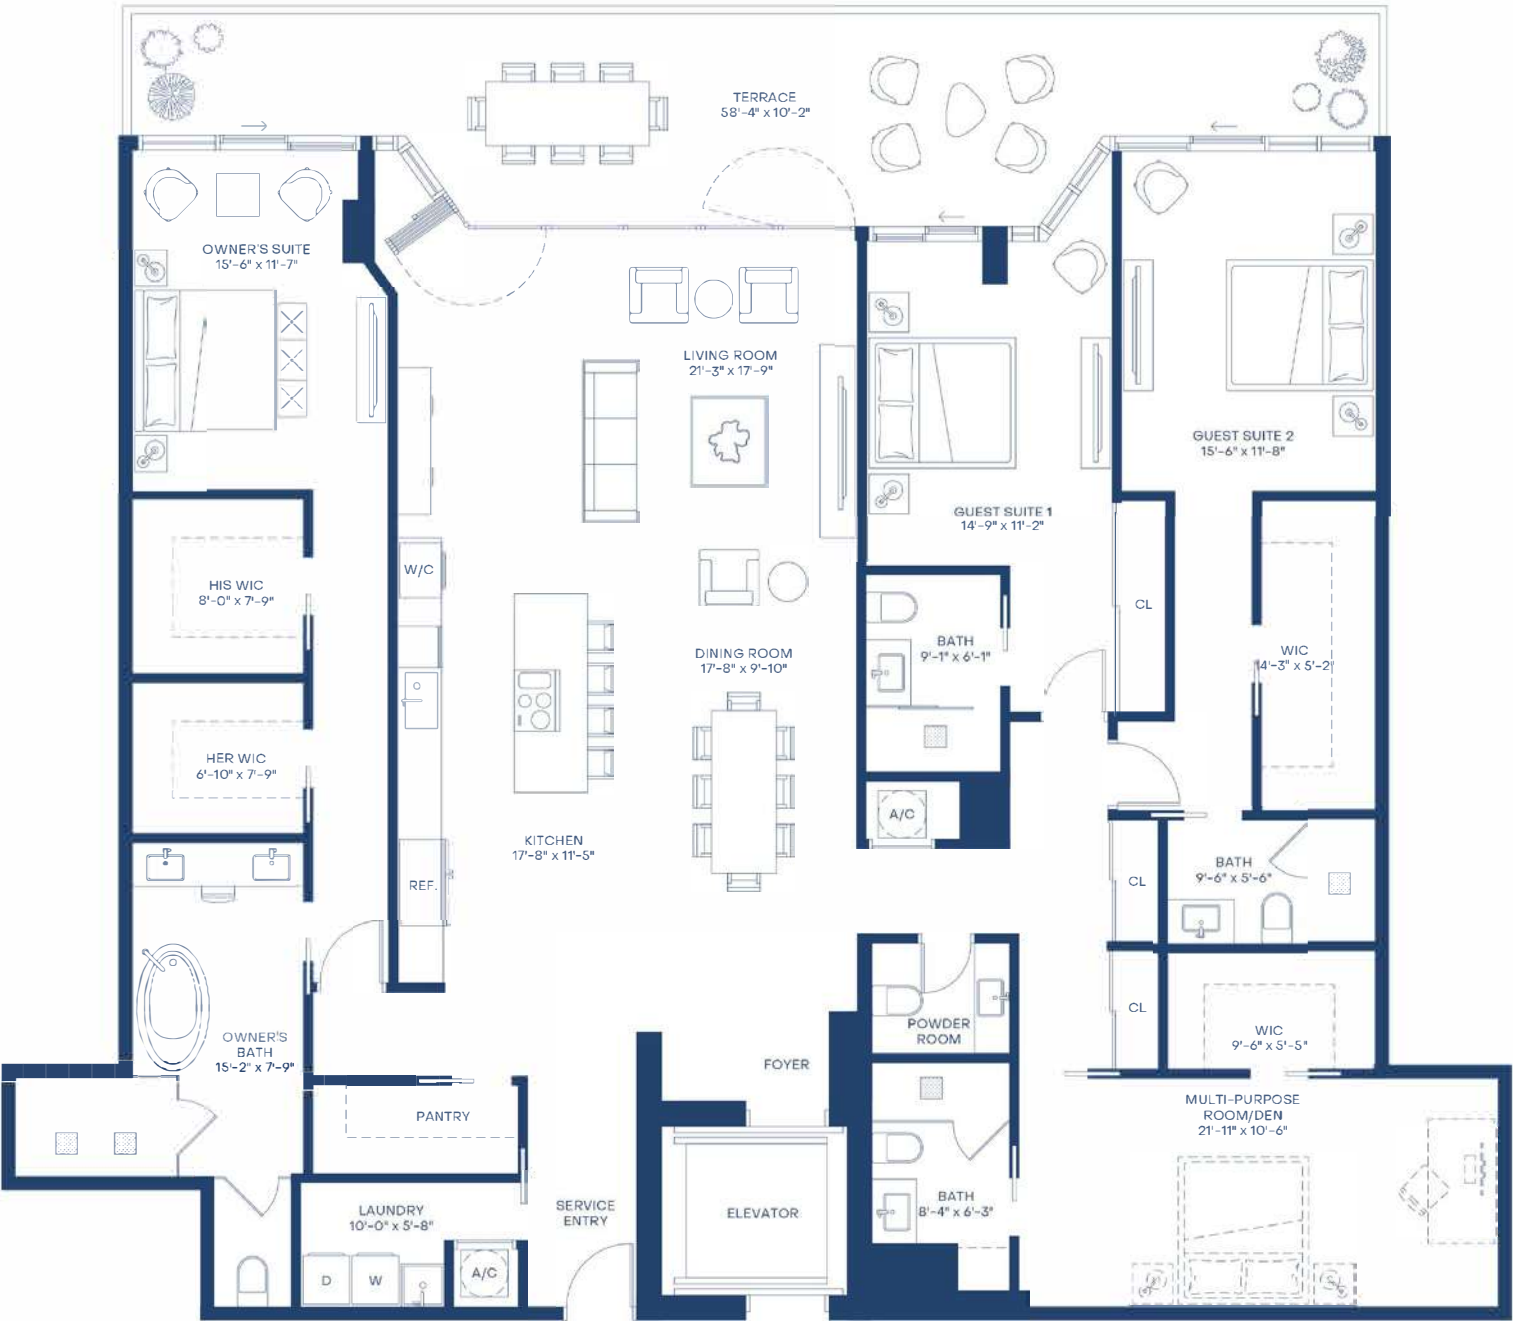 TERRACE
58'-4" x 10'-2"
OWNER'S SUITE
15'-6" x 11'-7"
LIVING ROOM
21'-3" x 17'-9"
GUEST SUITE 2
15'-6" x 11'-8"
GUEST SUITE 1
14'-9" x 11'-2"
W/C
HIS WIC
8'-0" x 7'-9"
CL
BATH
9'-1" x 6'-1"
DINING ROOM
17'-8" x 9'-10"
WIC
14'-3" x 5'-2"
HER WIC
6'-10" x 7'-9"
A/C
KITCHEN
17'-8" x 11'-5"
REF.
CL
BATH
9'-6" x 5'-6"
CL
POWDER
ROOM
WIC
9'-6" x 5'-5"
OWNER'S
BATH
15'-2" x 7'-9"
FOYER
PANTRY
MULTI-PURPOSE
ROOM/DEN
21'-11" x 10'-6"
LAUNDRY
10'-0" x 5'-8"
SERVICE
ENTRY
ELEVATOR
BATH
8'-4" x 6'-3"
D
W
A/C